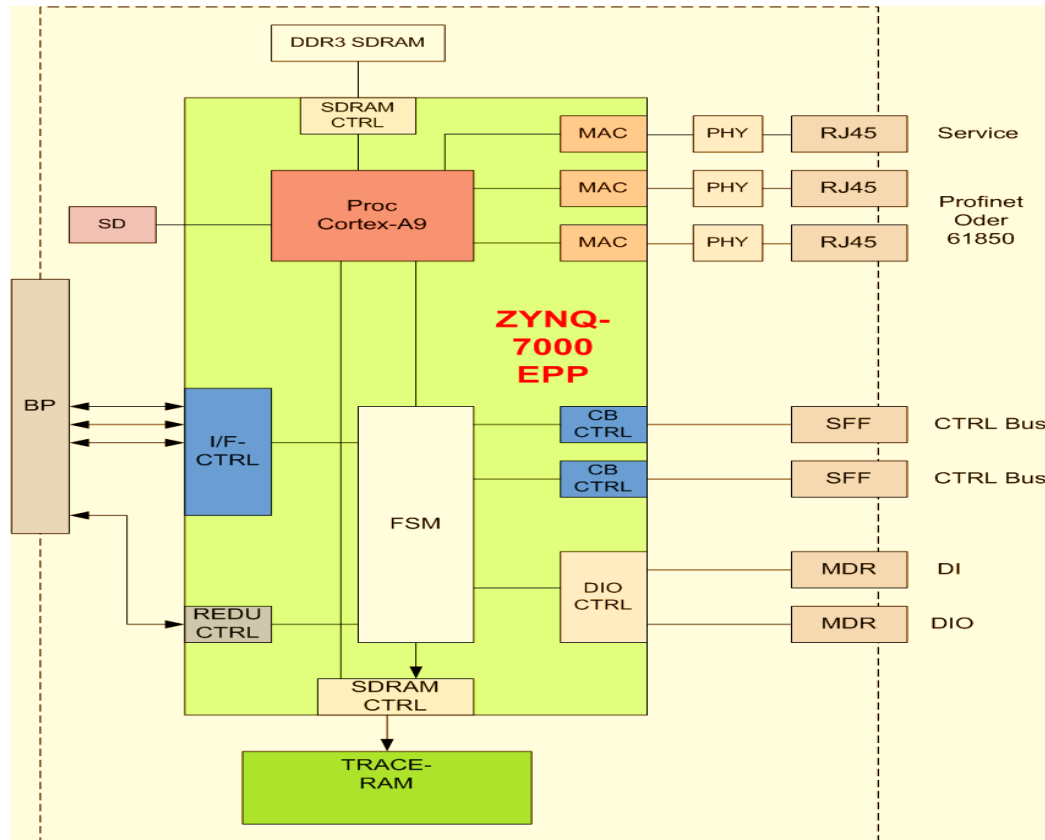 DDR3 SDRAM
SDRAM
CTRL
MAC
PHY
RJ45
Service
MAC
PHY
RJ45
Profinet
Oder
61850
MAC
PHY
RJ45
Proc
Cortex-A9
SD
ZYNQ-
7000
EPP
BP
I/F-
CTRL
FSM
CB
CTRL
SFF
CTRL Bus
CB
CTRL
SFF
CTRL Bus
DIO
CTRL
MDR
DI
MDR
DIO
REDU
CTRL
SDRAM
CTRL
TRACE-
RAM